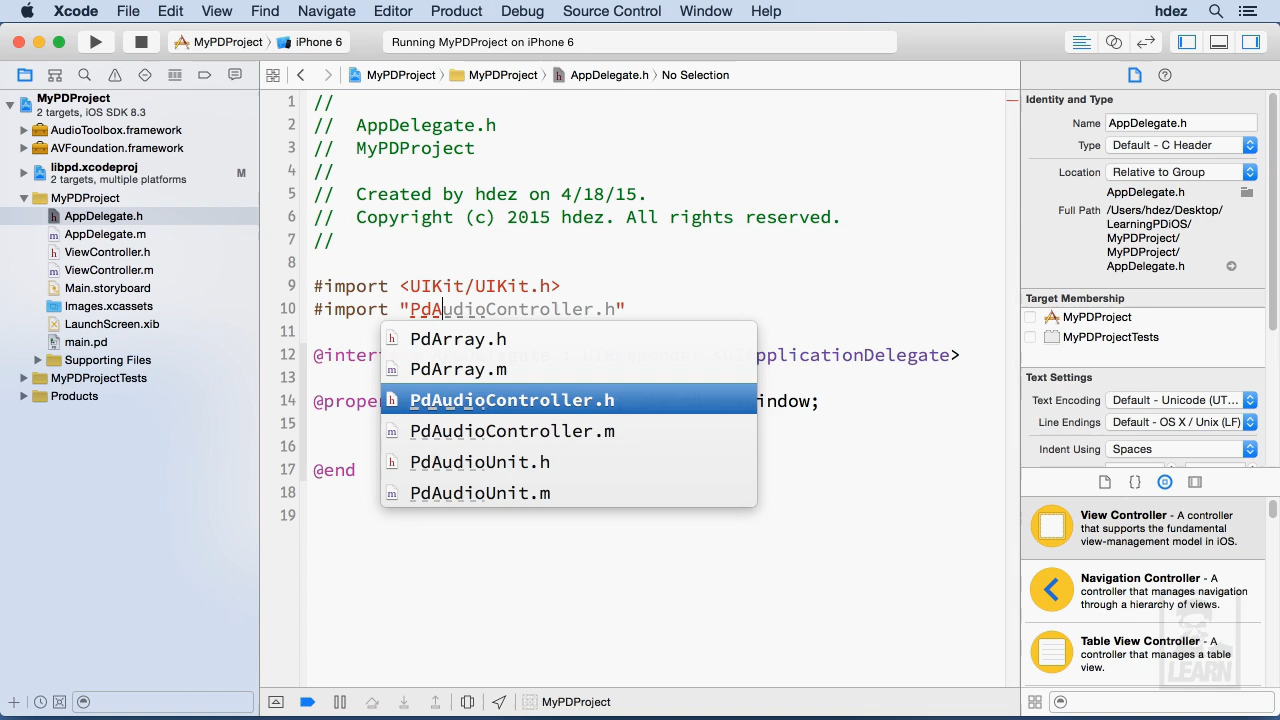 Xcode File Edit View Find Navigate Editor Product Debug Source Control Window Help hdez
MyPDProject iPhone 6 Running MyPDProject on iPhone 6
MyPDProject MyPDProject AppDelegate.h No Selection
MyPDProject
2 targets, iOS SDK 8.3
AudioToolbox.framework
AVFoundation.framework
libpd.xcodeproj
2 targets, multiple platforms M
MyPDProject
AppDelegate.h
AppDelegate.m
ViewController.h
ViewController.m
Main.storyboard
Images.xcassets
LaunchScreen.xib
main.pd
Supporting Files
MyPDProjectTests
Products
1 //
2 // AppDelegate.h
3 // MyPDProject
4 //
5 // Created by hdez on 4/18/15.
6 // Copyright (c) 2015 hdez. All rights reserved.
7 //
8
9 #import <UIKit/UIKit.h>
10 #import "PdAudioController.h"
11
12 @inter pplicationDelegate>
13
14 @proper indow;
15
16
17 @end
18
19
PdArray.h
PdArray.m
PdAudioController.h
PdAudioController.m
PdAudioUnit.h
PdAudioUnit.m
Identity and Type
Name AppDelegate.h
Type Default - C Header
Location Relative to Group
AppDelegate.h
Full Path /Users/hdez/Desktop/
LearningPDiOS/
MyPDProject/
MyPDProject/
AppDelegate.h
Target Membership
MyPDProject
MyPDProjectTests
Text Settings
Text Encoding Default - Unicode (UT...
Line Endings Default - OS X / Unix (LF)
Indent Using Spaces
View Controller - A controller
that supports the fundamental
view-management model in iOS.
Navigation Controller - A
controller that manages navigation
through a hierarchy of views.
Table View Controller - A
controller that manages a table
view.
LEARN
MyPDProject